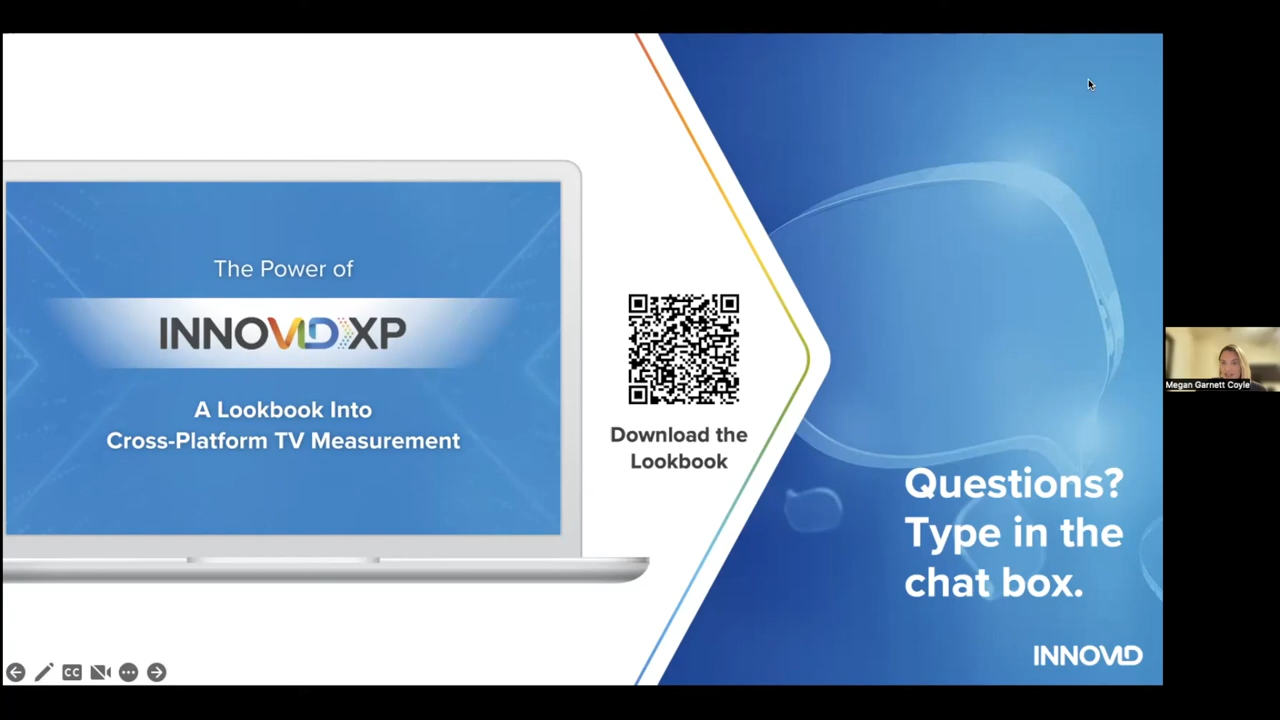 The Power of
INNOVID XP
A Lookbook Into
Cross-Platform TV Measurement
Download the
Lookbook
Questions?
Type in the
chat box.
INNOVID
CC
Megan Garnett Coyle